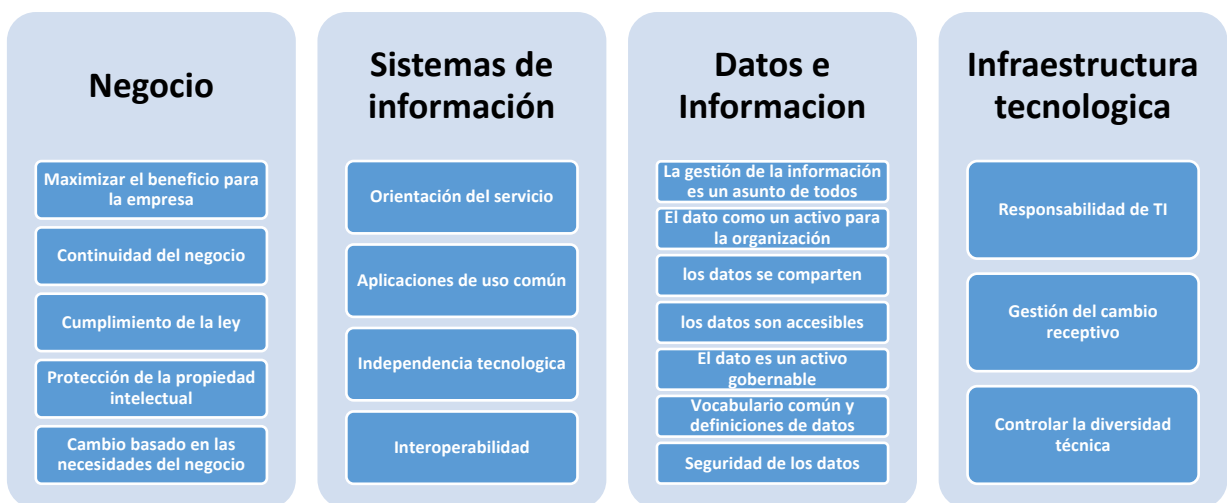 Negocio
Maximizar el beneficio para
la empresa
Continuidad del negocio
Cumplimiento de la ley
Protección de la propiedad
intelectual
Cambio basado en las
necesidades del negocio
Sistemas de
información
Orientación del servicio
Aplicaciones de uso común
Independencia tecnologica
Interoperabilidad
Datos e
Informacion
La gestión de la información
es un asunto de todos
El dato como un activo para
la organización
los datos se comparten
los datos son accesibles
El dato es un activo
gobernable
Vocabulario común y
definiciones de datos
Seguridad de los datos
Infraestructura
tecnologica
Responsabilidad de TI
Gestión del cambio
receptivo
Controlar la diversidad
técnica